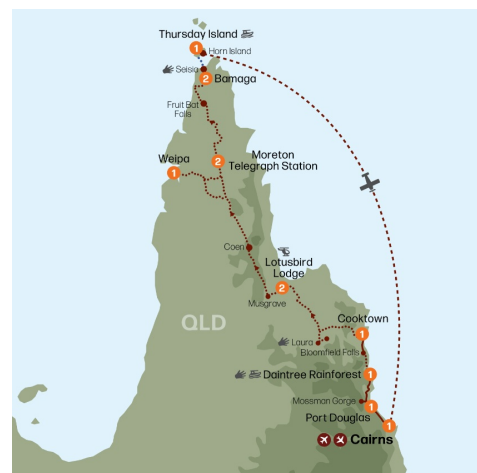 Thursday Island
1
Horn Island
Seisia
2 Bamaga
Fruit Bat
Falls
Weipa
1
2
Moreton
Telegraph Station
Coen
Lotusbird
Lodge
2
Musgrave
QLD
Cooktown
1
Laura
Bloomfield Falls
Daintree Rainforest 1
Mossman Gorge
Port Douglas 1
1
Cairns